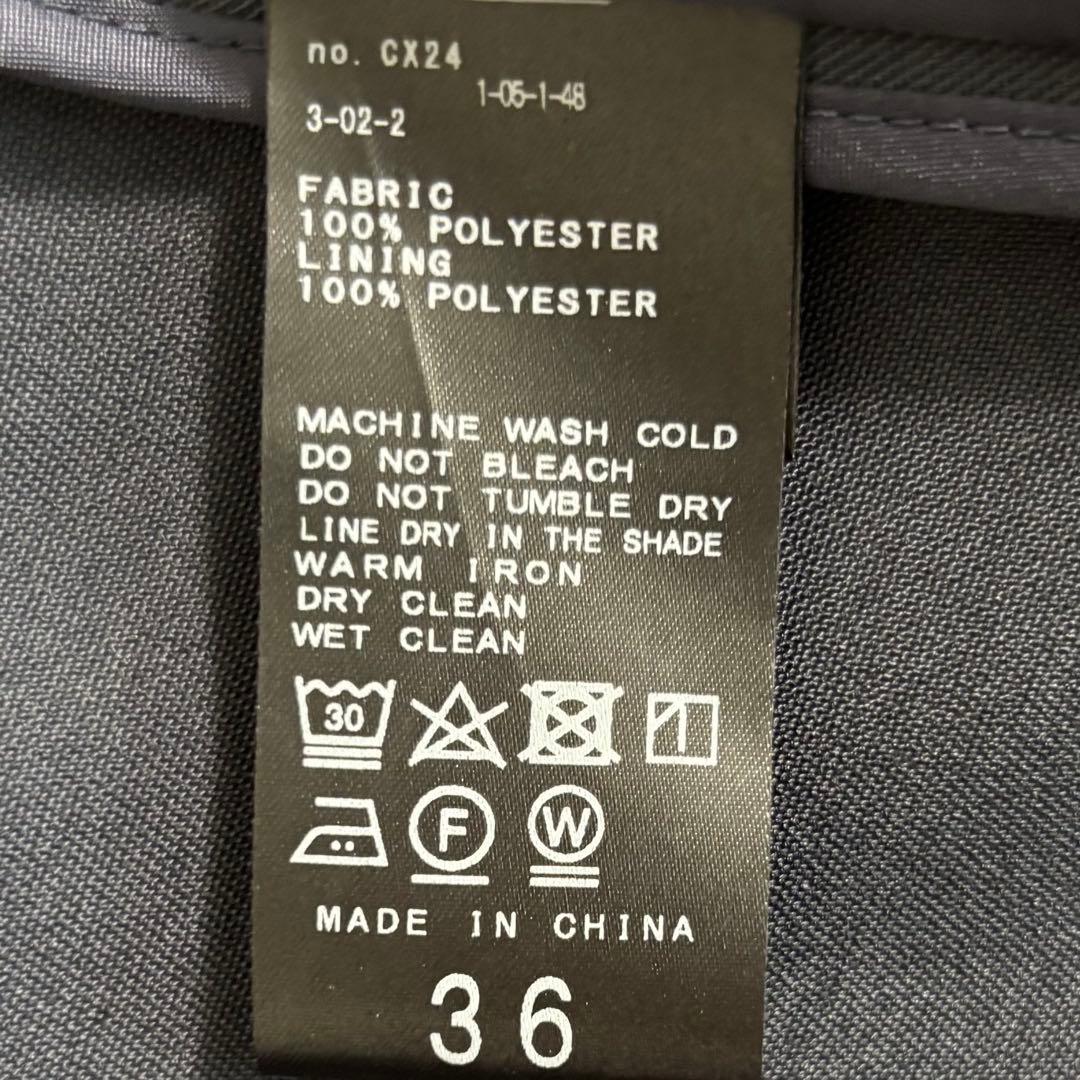 no. CX24
1-05-1-48
3-02-2
FABRIC
100% POLYESTER
LINING
100% POLYESTER
MACHINE WASH COLD
DO NOT BLEACH
DO NOT TUMBLE DRY
LINE DRY IN THE SHADE
WARM IRON
DRY CLEAN
WET CLEAN
30
F W
MADE IN CHINA
36